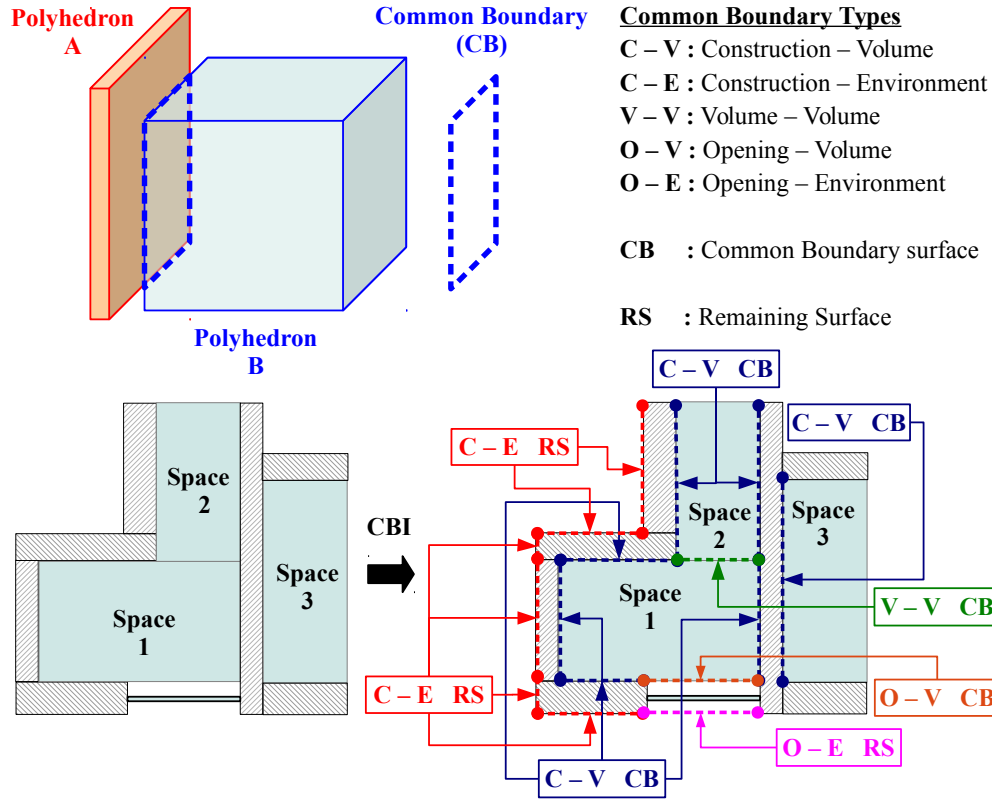 Polyhedron
A
Common Boundary
(CB)
Polyhedron
B
Common Boundary Types
C – V : Construction – Volume
C – E : Construction – Environment
V – V : Volume – Volume
O – V : Opening – Volume
O – E : Opening – Environment
CB : Common Boundary surface
RS : Remaining Surface
Space
2
Space
1
Space
3
CBI
C – V CB
C – V CB
C – E RS
Space
2
Space
3
Space
1
V – V CB
C – E RS
O – V CB
O – E RS
C – V CB